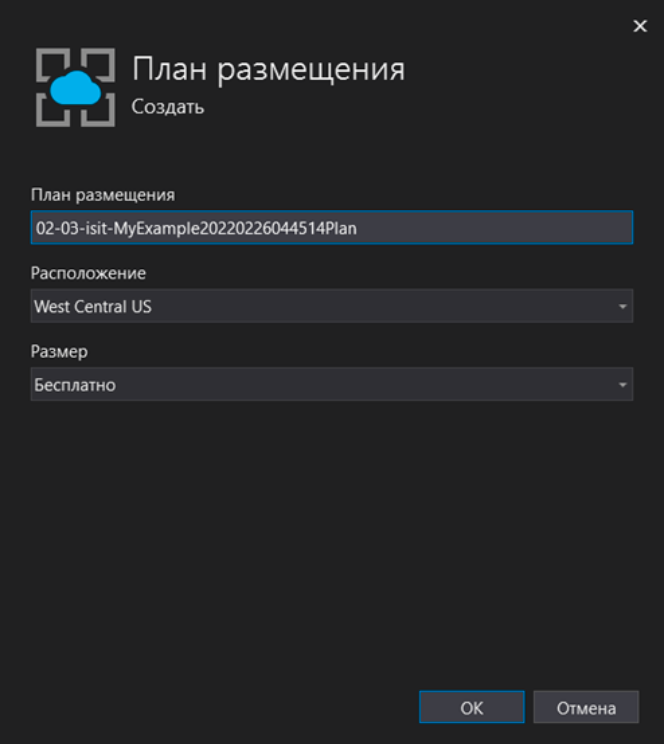 План размещения
Создать
План размещения
02-03-isit-MyExample20220226044514Plan
Расположение
West Central US
Размер
Бесплатно
OK
Отмена